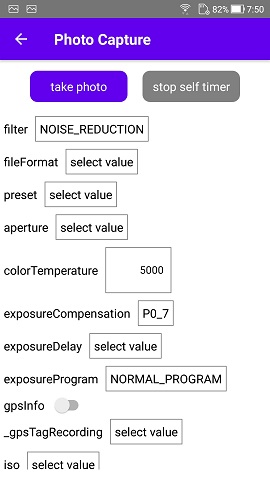 82% 7:50
Photo Capture
take photo stop self timer
filter NOISE_REDUCTION
fileFormat select value
preset select value
aperture select value
colorTemperature 5000
exposureCompensation P0_7
exposureDelay select value
exposureProgram NORMAL_PROGRAM
gpsInfo
_gpsTagRecording select value
iso select value